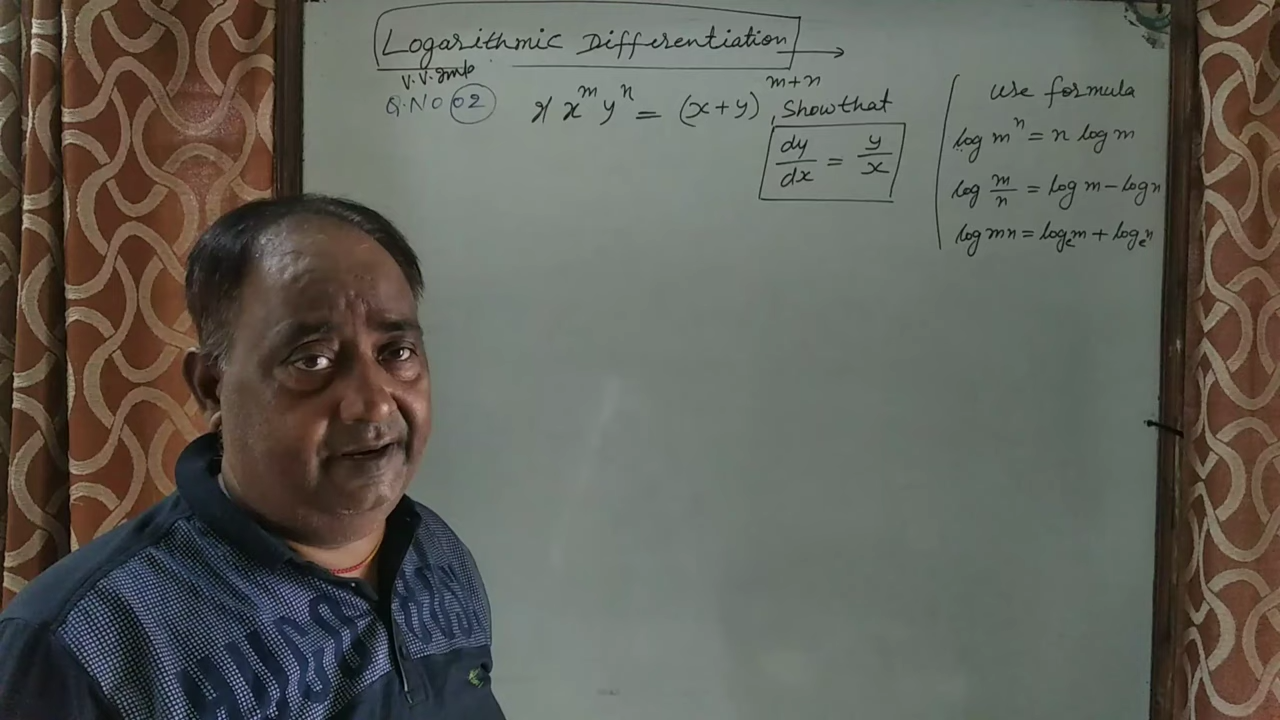 Logarithmic Differentiation →
V.V.Imp
Q.No 02 If x^m y^n = (x+y)^{m+n}, Show that
dy/dx = y/x
use formula
log m^n = n log m
log m/n = log m – log n
log mn = log_e m + log_e n